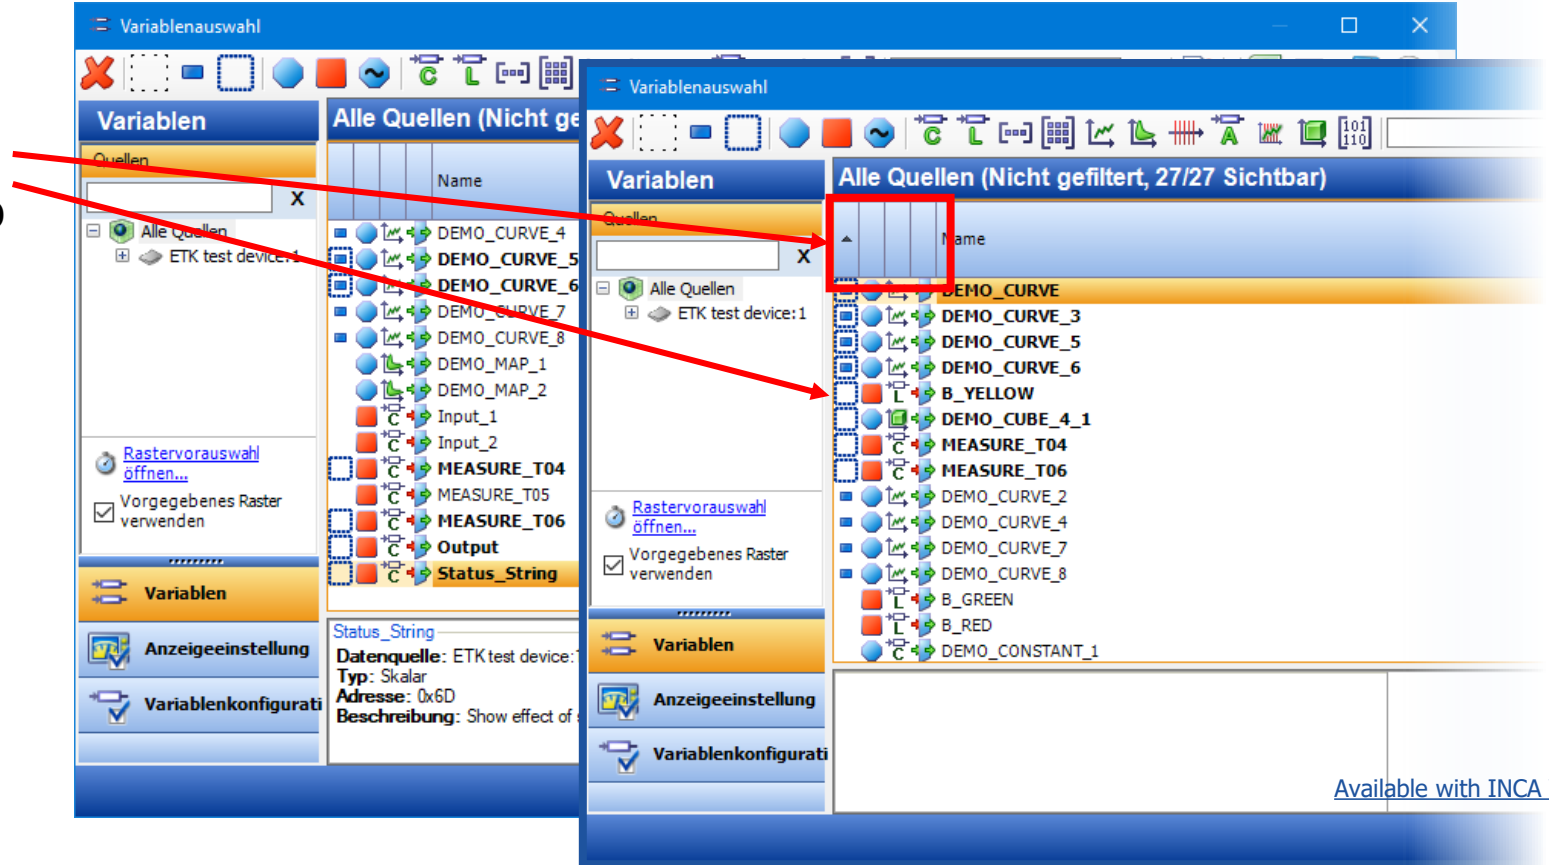 Variablenauswahl
Variablen
Quellen
X
Alle Quellen
ETK test device:1
Rastervorauswahl
öffnen...
Vorgegebenes Raster
verwenden
Variablen
Anzeigeeinstellung
Variablenkonfigurati
Alle Quellen (Nicht ge
Name
DEMO_CURVE_4
DEMO_CURVE_5
DEMO_CURVE_6
DEMO_CURVE_7
DEMO_CURVE_8
DEMO_MAP_1
DEMO_MAP_2
Input_1
Input_2
MEASURE_T04
MEASURE_T05
MEASURE_T06
Output
Status_String
Status_String
Datenquelle: ETK test device:1
Typ: Skalar
Adresse: 0x6D
Beschreibung: Show effect of
Variablenauswahl
Variablen
Quellen
X
Alle Quellen
ETK test device:1
Rastervorauswahl
öffnen...
Vorgegebenes Raster
verwenden
Variablen
Anzeigeeinstellung
Variablenkonfigurati
Alle Quellen (Nicht gefiltert, 27/27 Sichtbar)
Name
DEMO_CURVE
DEMO_CURVE_3
DEMO_CURVE_5
DEMO_CURVE_6
B_YELLOW
DEMO_CUBE_4_1
MEASURE_T04
MEASURE_T06
DEMO_CURVE_2
DEMO_CURVE_4
DEMO_CURVE_7
DEMO_CURVE_8
B_GREEN
B_RED
DEMO_CONSTANT_1
Available with INCA